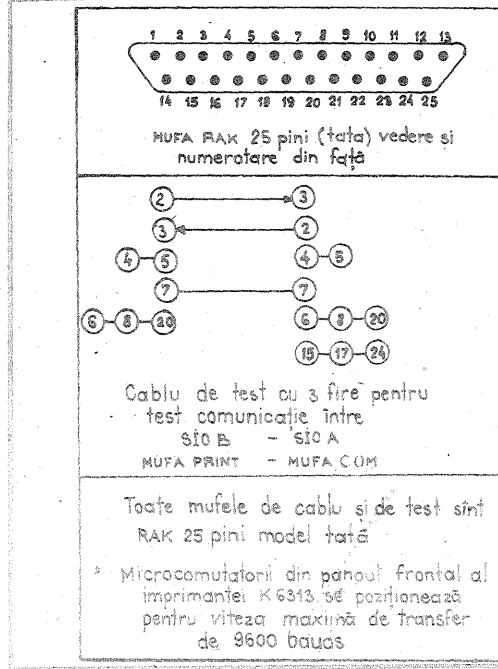 1 2 3 4 5 6 7 8 9 10 11 12 13
14 15 16 17 18 19 20 21 22 23 24 25
MUFA RAK 25 pini (tata) vedere si
numerotare din față
2 3
3 2
4 5 4 5
7 7
6 8 20 6 8 20
15 17 24
Cablu de test cu 3 fire pentru
test comunicație între
SIO B - SIO A
MUFA PRINT - MUFA COM
Toate mufele de cablu și de test sînt
RAK 25 pini model tată
* Microcomutatorii din panoul frontal al
imprimantei K6313 se poziționează
pentru viteza maximă de transfer
de 9600 bauds